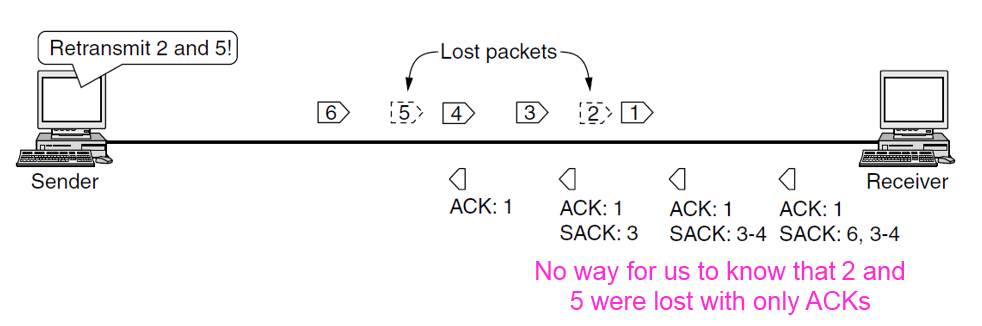 Retransmit 2 and 5!
Lost packets
6 5 4 3 2 1
Sender
Receiver
ACK: 1
ACK: 1
SACK: 3
ACK: 1
SACK: 3-4
ACK: 1
SACK: 6, 3-4
No way for us to know that 2 and
5 were lost with only ACKs